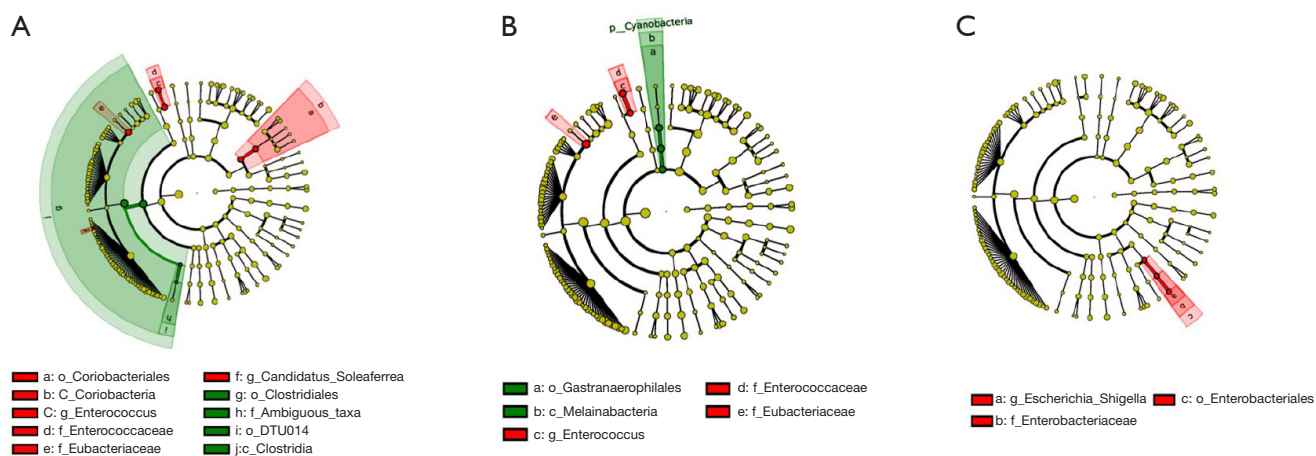 A
B
C
p__Cyanobacteria
b
a
d
c
e
a
b
g
j
h
i
d
c
e
e
a
c
a: o_Coriobacteriales
b: C_Coriobacteria
C: g_Enterococcus
d: f_Enterococcaceae
e: f_Eubacteriaceae
f: g_Candidatus_Soleaferrea
g: o_Clostridiales
h: f_Ambiguous_taxa
i: o_DTU014
j:c_Clostridia
a: o_Gastranaerophilales
b: c_Melainabacteria
c: g_Enterococcus
d: f_Enterococcaceae
e: f_Eubacteriaceae
a: g_Escherichia_Shigella
b: f_Enterobacteriaceae
c: o_Enterobacteriales